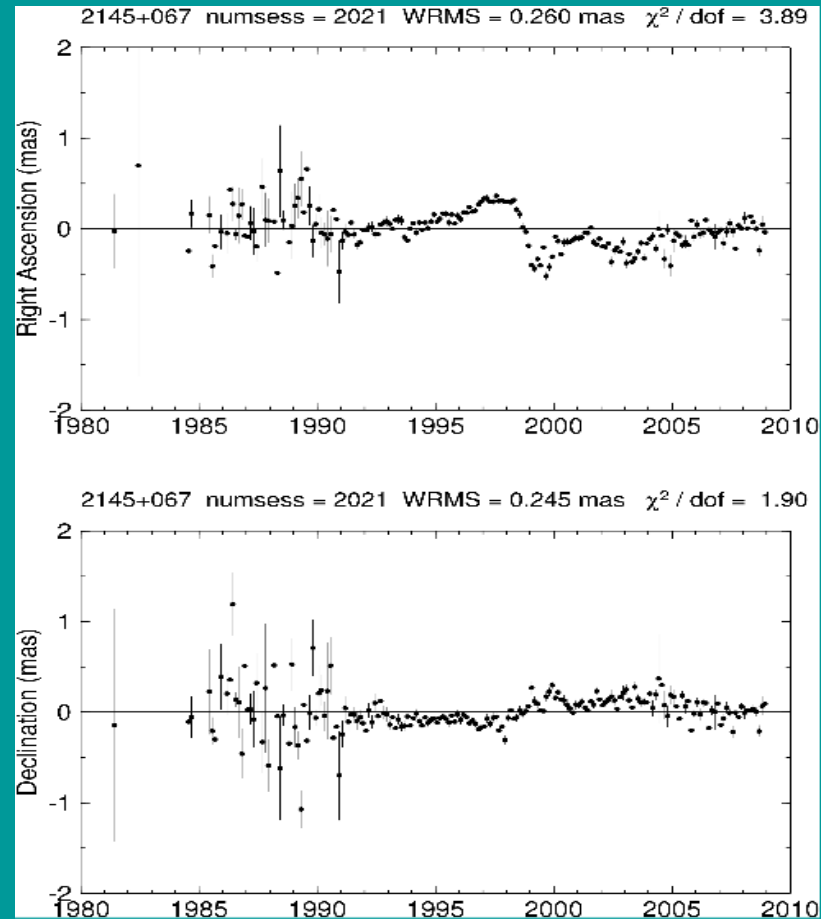 2145+067 numsess = 2021 WRMS = 0.260 mas χ² / dof = 3.89
Right Ascension (mas)
2
1
0
-1
-2
1980 1985 1990 1995 2000 2005 2010
2145+067 numsess = 2021 WRMS = 0.245 mas χ² / dof = 1.90
Declination (mas)
2
1
0
-1
-2
1980 1985 1990 1995 2000 2005 2010